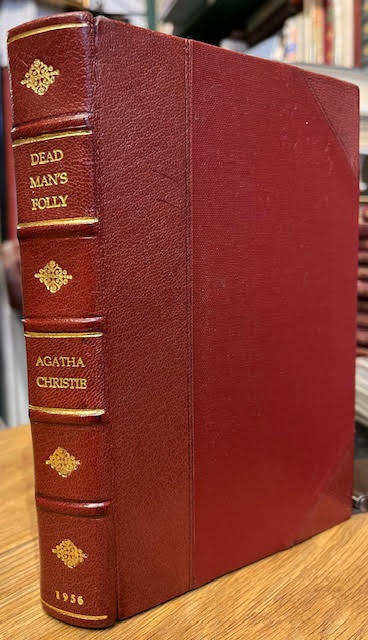 DEAD
MAN'S
FOLLY
AGATHA
CHRISTIE
1956